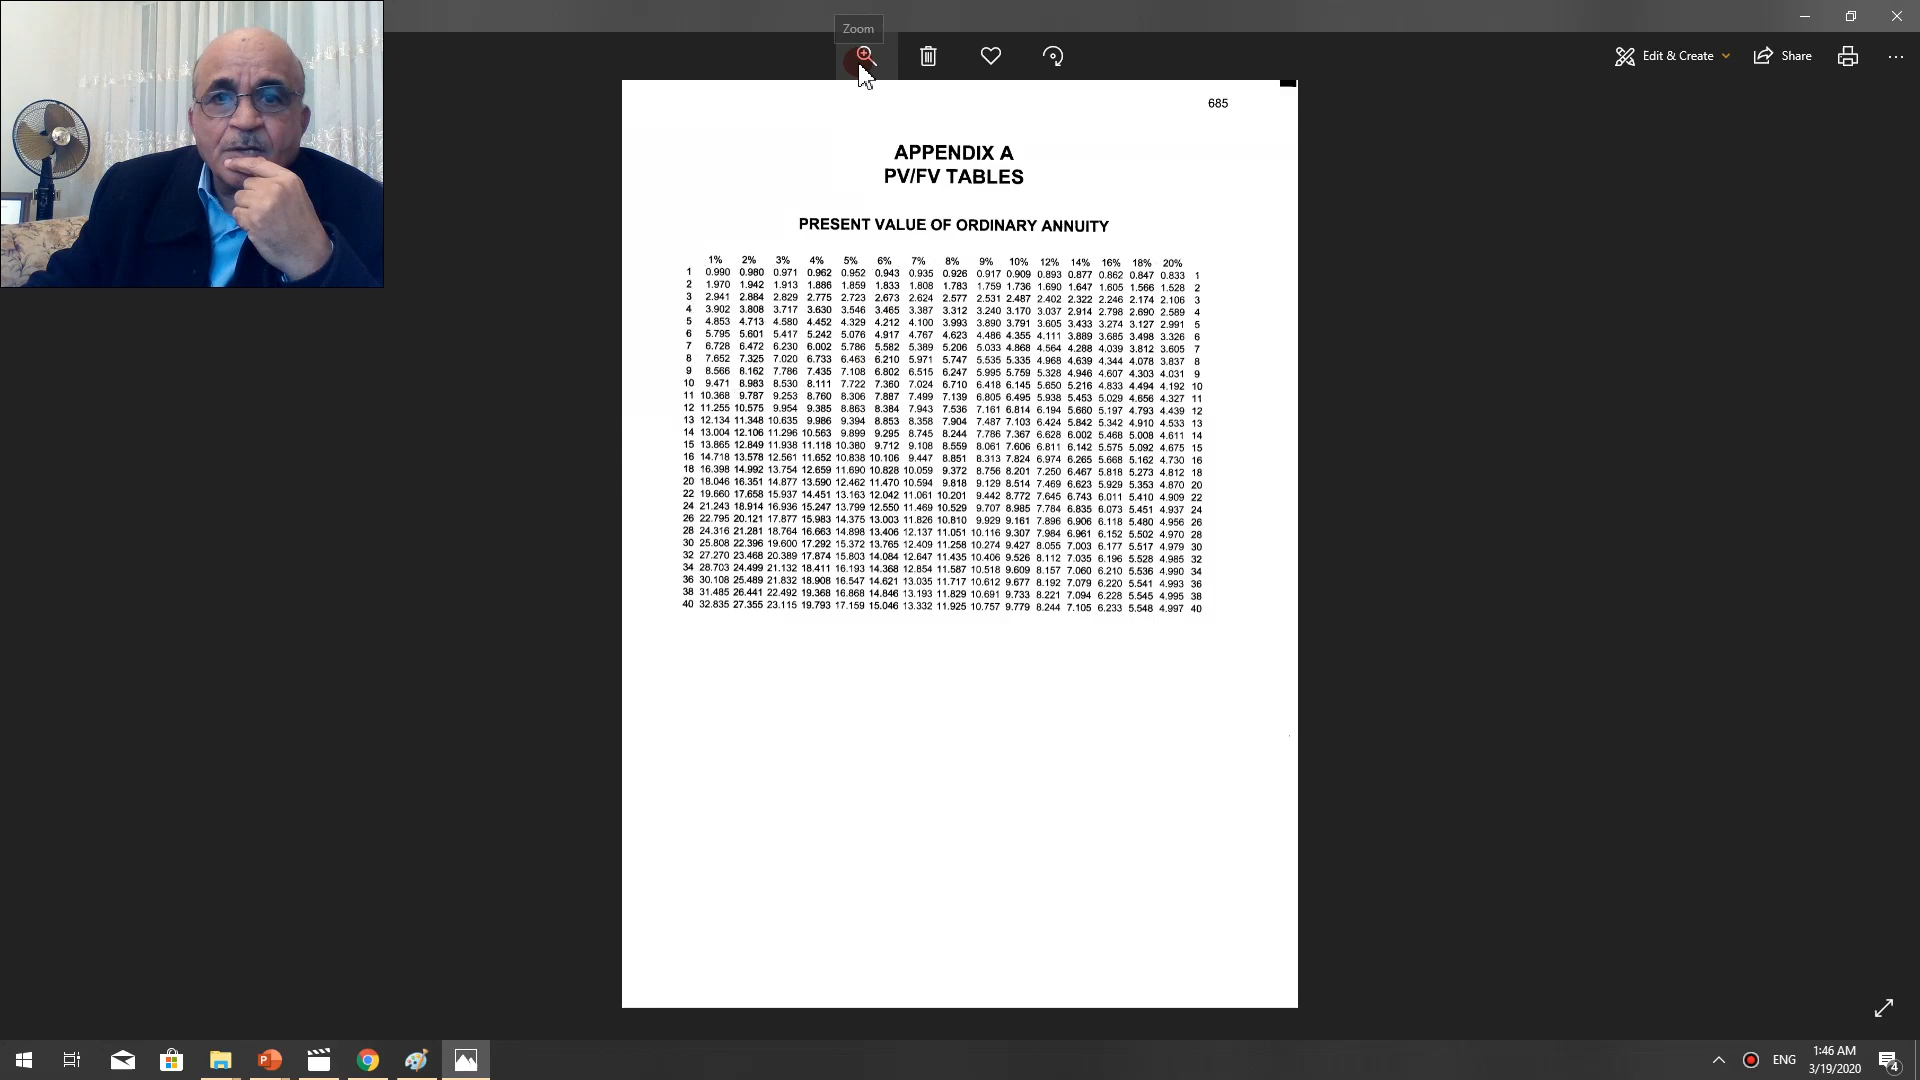 Zoom
Edit & Create
Share
685
APPENDIX A
PV/FV TABLES
PRESENT VALUE OF ORDINARY ANNUITY
1% 2% 3% 4% 5% 6% 7% 8% 9% 10% 12% 14% 16% 18% 20%
1 0.990 0.980 0.971 0.962 0.952 0.943 0.935 0.926 0.917 0.909 0.893 0.877 0.862 0.847 0.833 1
2 1.970 1.942 1.913 1.886 1.859 1.833 1.808 1.783 1.759 1.736 1.690 1.647 1.605 1.566 1.528 2
3 2.941 2.884 2.829 2.775 2.723 2.673 2.624 2.577 2.531 2.487 2.402 2.322 2.246 2.174 2.106 3
4 3.902 3.808 3.717 3.630 3.546 3.465 3.387 3.312 3.240 3.170 3.037 2.914 2.798 2.690 2.589 4
5 4.853 4.713 4.580 4.452 4.329 4.212 4.100 3.993 3.890 3.791 3.605 3.433 3.274 3.127 2.991 5
6 5.795 5.601 5.417 5.242 5.076 4.917 4.767 4.623 4.486 4.355 4.111 3.889 3.685 3.498 3.326 6
7 6.728 6.472 6.230 6.002 5.786 5.582 5.389 5.206 5.033 4.868 4.564 4.288 4.039 3.812 3.605 7
8 7.652 7.325 7.020 6.733 6.463 6.210 5.971 5.747 5.535 5.335 4.968 4.639 4.344 4.078 3.837 8
9 8.566 8.162 7.786 7.435 7.108 6.802 6.515 6.247 5.995 5.759 5.328 4.946 4.607 4.303 4.031 9
10 9.471 8.983 8.530 8.111 7.722 7.360 7.024 6.710 6.418 6.145 5.650 5.216 4.833 4.494 4.192 10
11 10.368 9.787 9.253 8.760 8.306 7.887 7.499 7.139 6.805 6.495 5.938 5.453 5.029 4.656 4.327 11
12 11.255 10.575 9.954 9.385 8.863 8.384 7.943 7.536 7.161 6.814 6.194 5.660 5.197 4.793 4.439 12
13 12.134 11.348 10.635 9.986 9.394 8.853 8.358 7.904 7.487 7.103 6.424 5.842 5.342 4.910 4.533 13
14 13.004 12.106 11.296 10.563 9.899 9.295 8.745 8.244 7.786 7.367 6.628 6.002 5.468 5.008 4.611 14
15 13.865 12.849 11.938 11.118 10.380 9.712 9.108 8.559 8.061 7.606 6.811 6.142 5.575 5.092 4.675 15
16 14.718 13.578 12.561 11.652 10.838 10.106 9.447 8.851 8.313 7.824 6.974 6.265 5.668 5.162 4.730 16
18 16.398 14.992 13.754 12.659 11.690 10.828 10.059 9.372 8.756 8.201 7.250 6.467 5.818 5.273 4.812 18
20 18.046 16.351 14.877 13.590 12.462 11.470 10.594 9.818 9.129 8.514 7.469 6.623 5.929 5.353 4.870 20
22 19.660 17.658 15.937 14.451 13.163 12.042 11.061 10.201 9.442 8.772 7.645 6.743 6.011 5.410 4.909 22
24 21.243 18.914 16.936 15.247 13.799 12.550 11.469 10.529 9.707 8.985 7.784 6.835 6.073 5.451 4.937 24
26 22.795 20.121 17.877 15.983 14.375 13.003 11.826 10.810 9.929 9.161 7.896 6.906 6.118 5.480 4.956 26
28 24.316 21.281 18.764 16.663 14.898 13.406 12.137 11.051 10.116 9.307 7.984 6.961 6.152 5.502 4.970 28
30 25.808 22.396 19.600 17.292 15.372 13.765 12.409 11.258 10.274 9.427 8.055 7.003 6.177 5.517 4.979 30
32 27.270 23.468 20.389 17.874 15.803 14.084 12.647 11.435 10.406 9.526 8.112 7.035 6.196 5.528 4.985 32
34 28.703 24.499 21.132 18.411 16.193 14.368 12.854 11.587 10.518 9.609 8.157 7.060 6.210 5.536 4.990 34
36 30.108 25.489 21.832 18.908 16.547 14.621 13.035 11.717 10.612 9.677 8.192 7.079 6.220 5.541 4.993 36
38 31.485 26.441 22.492 19.368 16.868 14.846 13.193 11.829 10.691 9.733 8.221 7.094 6.228 5.545 4.995 38
40 32.835 27.355 23.115 19.793 17.159 15.046 13.332 11.925 10.757 9.779 8.244 7.105 6.233 5.548 4.997 40
ENG
1:46 AM
3/19/2020
4